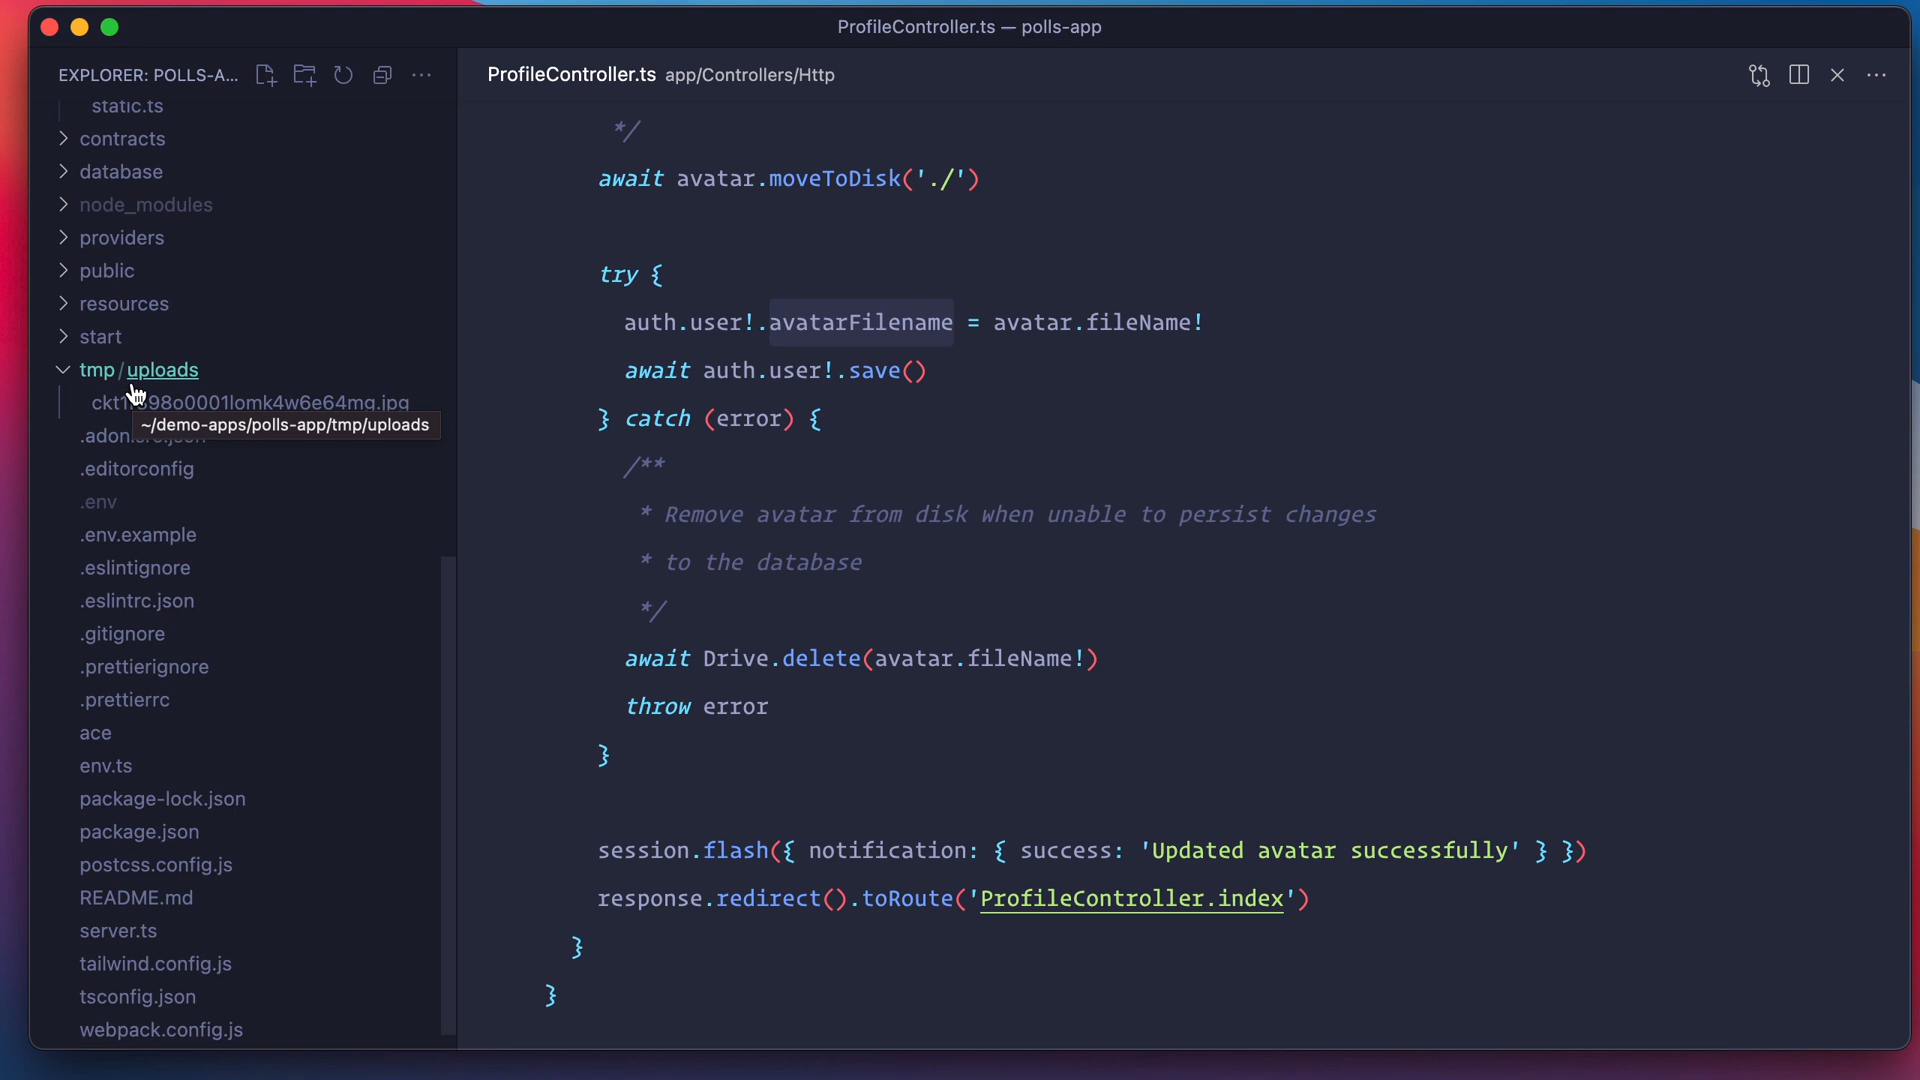 ProfileController.ts — polls-app
EXPLORER: POLLS-A...
ProfileController.ts app/Controllers/Http
static.ts
contracts
database
node_modules
providers
public
resources
start
tmp/uploads
~/demo-apps/polls-app/tmp/uploads
.editorconfig
.env
.env.example
.eslintignore
.eslintrc.json
.gitignore
.prettierignore
.prettierrc
ace
env.ts
package-lock.json
package.json
postcss.config.js
README.md
server.ts
tailwind.config.js
tsconfig.json
webpack.config.js
*/
await avatar.moveToDisk('./')
try {
auth.user!.avatarFilename = avatar.fileName!
await auth.user!.save()
} catch (error) {
/**
* Remove avatar from disk when unable to persist changes
* to the database
*/
await Drive.delete(avatar.fileName!)
throw error
}
session.flash({ notification: { success: 'Updated avatar successfully' } })
response.redirect().toRoute('ProfileController.index')
}
}